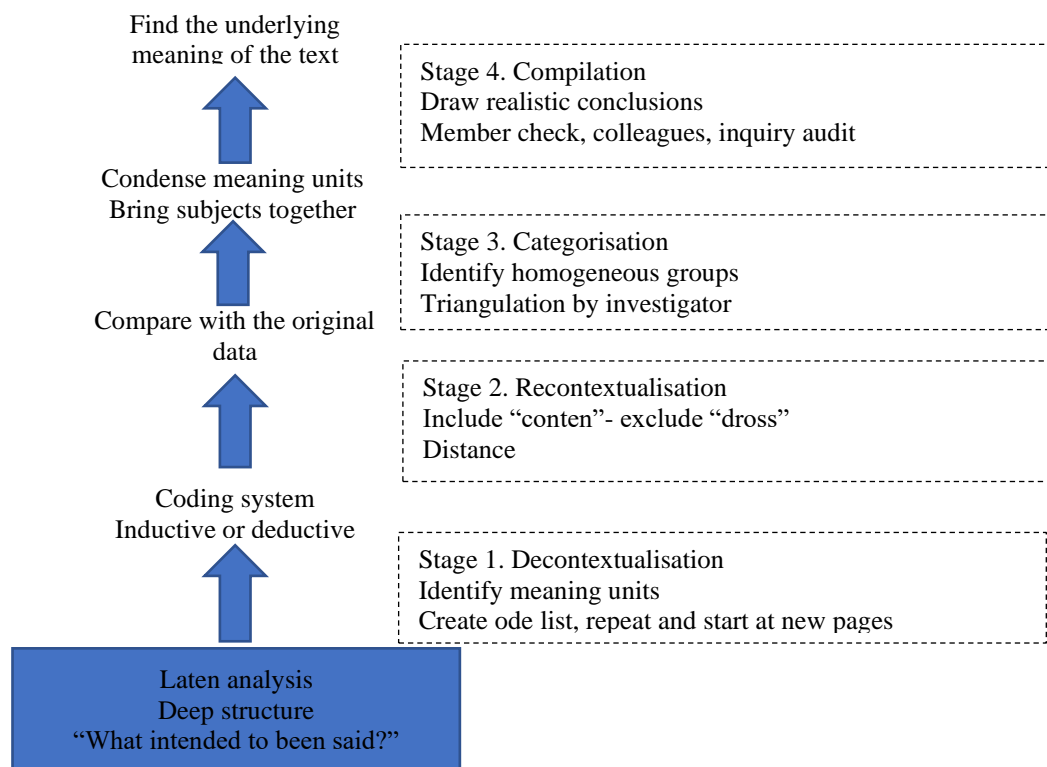 Find the underlying
meaning of the text
Stage 4. Compilation
Draw realistic conclusions
Member check, colleagues, inquiry audit
Condense meaning units
Bring subjects together
Stage 3. Categorisation
Identify homogeneous groups
Triangulation by investigator
Compare with the original
data
Stage 2. Recontextualisation
Include “conten”- exclude “dross”
Distance
Coding system
Inductive or deductive
Stage 1. Decontextualisation
Identify meaning units
Create ode list, repeat and start at new pages
Laten analysis
Deep structure
“What intended to been said?”